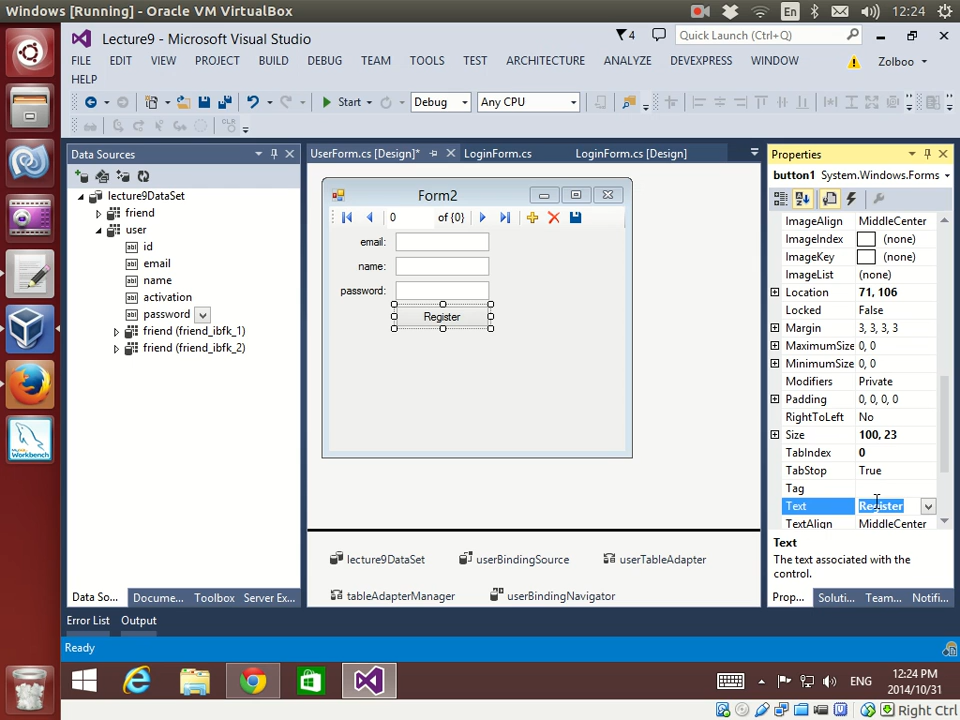 Windows [Running] - Oracle VM VirtualBox
En
12:24
Lecture9 - Microsoft Visual Studio
4
Quick Launch (Ctrl+Q)
FILE EDIT VIEW PROJECT BUILD DEBUG TEAM TOOLS TEST ARCHITECTURE ANALYZE DEVEXPRESS WINDOW
Zolboo
HELP
Start
Debug
Any CPU
Data Sources
lecture9DataSet
friend
user
id
email
name
activation
password
friend (friend_ibfk_1)
friend (friend_ibfk_2)
Data So... Docume... Toolbox Server Ex...
UserForm.cs [Design]* LoginForm.cs LoginForm.cs [Design]
Form2
0 of {0}
email:
name:
password:
Register
lecture9DataSet userBindingSource userTableAdapter
tableAdapterManager userBindingNavigator
Properties
button1 System.Windows.Forms
ImageAlign MiddleCenter
ImageIndex (none)
ImageKey (none)
ImageList (none)
Location 71, 106
Locked False
Margin 3, 3, 3, 3
MaximumSize 0, 0
MinimumSize 0, 0
Modifiers Private
Padding 0, 0, 0, 0
RightToLeft No
Size 100, 23
TabIndex 0
TabStop True
Tag
Text Register
TextAlign MiddleCenter
Text
The text associated with the
control.
Prop... Soluti... Team... Notifi...
Error List Output
Ready
ENG
12:24 PM
2014/10/31
Right Ctrl